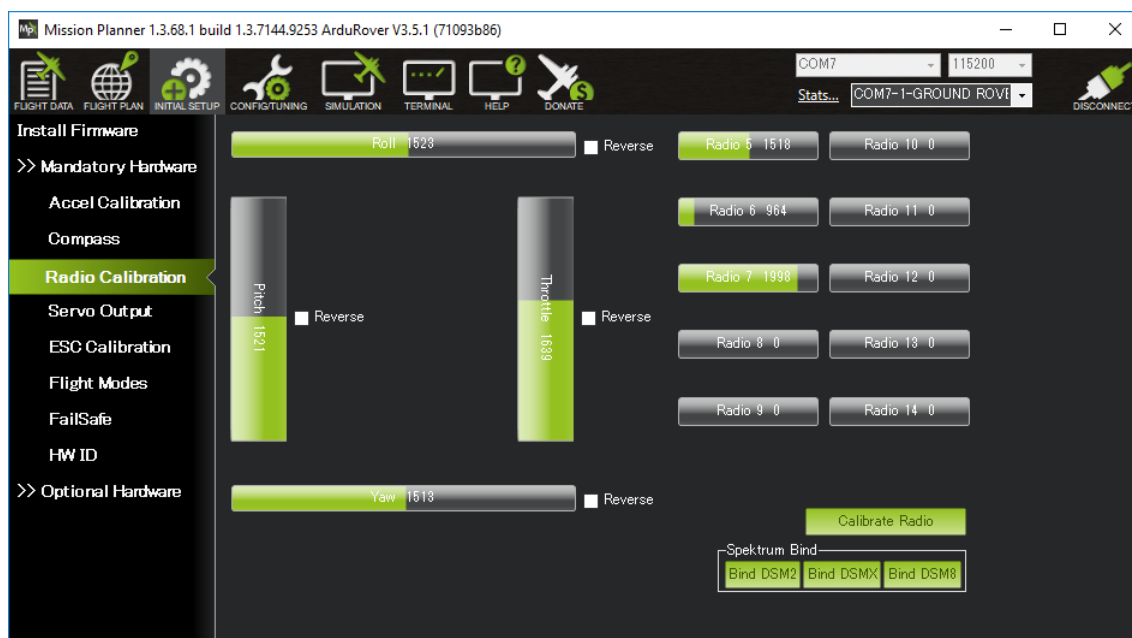 Mission Planner 1.3.68.1 build 1.3.7144.9253 ArduRover V3.5.1 (71093b86)
FLIGHT DATA
FLIGHT PLAN
INITIAL SETUP
CONFIG/TUNING
SIMULATION
TERMINAL
HELP
DONATE
COM7
115200
Stats...
COM7-1-GROUND ROVE
DISCONNECT
Install Firmware
>> Mandatory Hardware
Accel Calibration
Compass
Radio Calibration
Servo Output
ESC Calibration
Flight Modes
FailSafe
HW ID
>> Optional Hardware
Roll 1523
Reverse
Pitch 1521
Reverse
Throttle 1639
Reverse
Yaw 1513
Reverse
Radio 5 1518
Radio 10 0
Radio 6 964
Radio 11 0
Radio 7 1998
Radio 12 0
Radio 8 0
Radio 13 0
Radio 9 0
Radio 14 0
Calibrate Radio
Spektrum Bind
Bind DSM2
Bind DSMX
Bind DSM8